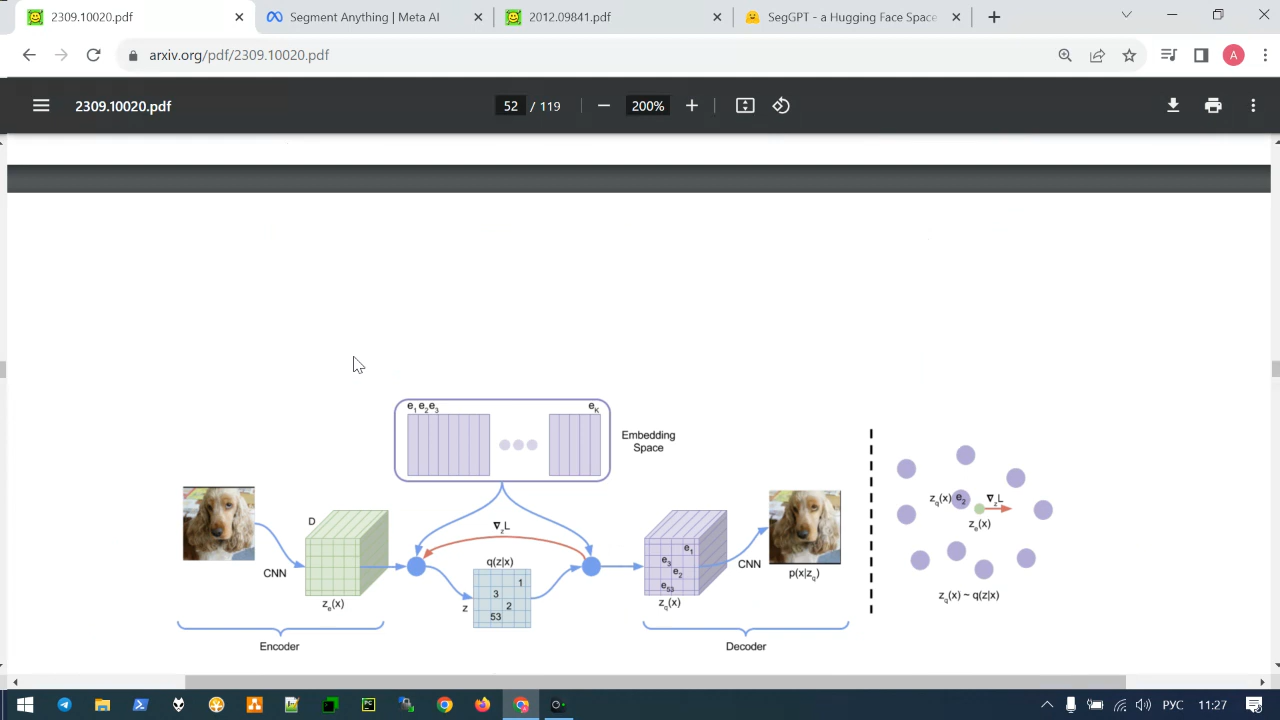 2309.10020.pdf
Segment Anything | Meta AI
2012.09841.pdf
SegGPT - a Hugging Face Space
arxiv.org/pdf/2309.10020.pdf
A
2309.10020.pdf
52 / 119
200%
e1 e2 e3
eK
Embedding
Space
D
CNN
ze(x)
∇zL
q(z|x)
z
1
3
2
53
e1
e3
e2
e53
zq(x)
CNN
p(x|zq)
Encoder
Decoder
zq(x) e2
∇zL
ze(x)
zq(x) ~ q(z|x)
РУС
11:27